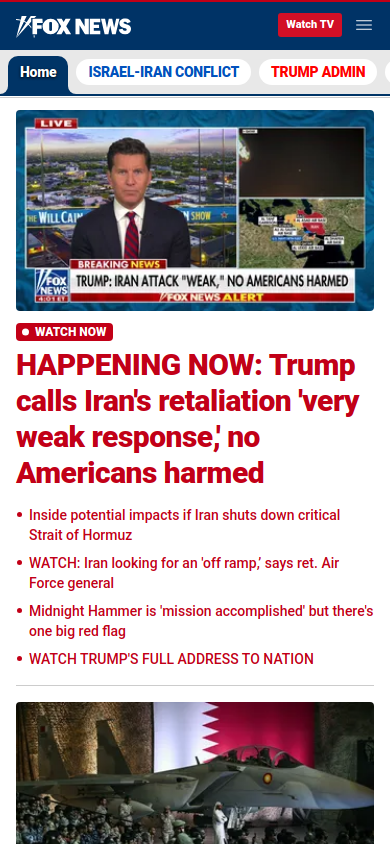 FOX NEWS
Watch TV
Home
ISRAEL-IRAN CONFLICT
TRUMP ADMIN
LIVE
THE WILL CAIN SHOW
BREAKING NEWS
TRUMP: IRAN ATTACK "WEAK," NO AMERICANS HARMED
FOX
NEWS
4:01 ET
FOX NEWS ALERT
WATCH NOW
HAPPENING NOW: Trump
calls Iran's retaliation 'very
weak response,' no
Americans harmed
Inside potential impacts if Iran shuts down critical
Strait of Hormuz
WATCH: Iran looking for an 'off ramp,' says ret. Air
Force general
Midnight Hammer is 'mission accomplished' but there's
one big red flag
WATCH TRUMP'S FULL ADDRESS TO NATION